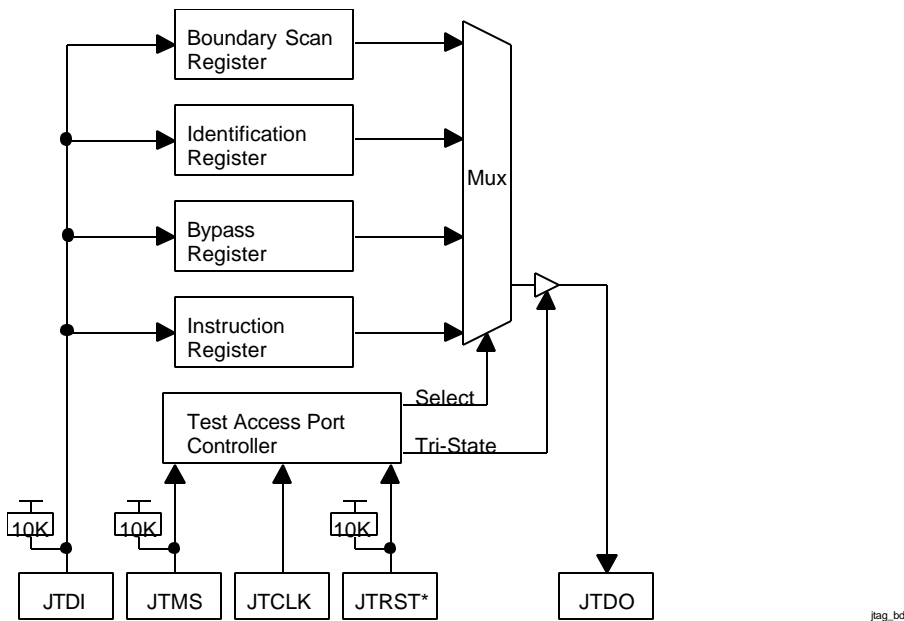 Boundary Scan
Register
Identification
Register
Mux
Bypass
Register
Instruction
Register
Select
Test Access Port
Controller
Tri-State
10K
10K
10K
JTDI
JTMS
JTCLK
JTRST*
JTDO
jtag_bd